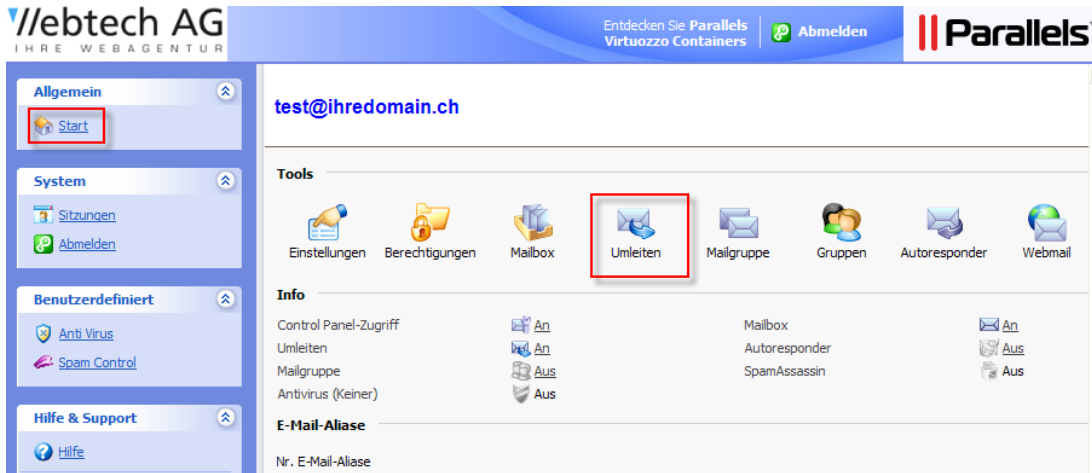 Webtech AG
IHRE WEBAGENTUR
Entdecken Sie Parallels
Virtuozzo Containers
Abmelden
Parallels
Allgemein
Start
System
Sitzungen
Abmelden
Benutzerdefiniert
Anti Virus
Spam Control
Hilfe & Support
Hilfe
test@ihredomain.ch
Tools
Einstellungen Berechtigungen Mailbox Umleiten Mailgruppe Gruppen Autoresponder Webmail
Info
Control Panel-Zugriff An Mailbox An
Umleiten An Autoresponder Aus
Mailgruppe Aus SpamAssassin Aus
Antivirus (Keiner) Aus
E-Mail-Aliase
Nr. E-Mail-Aliase